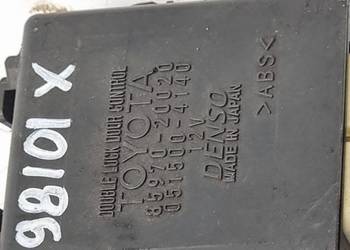 DOUBLE LOCK DOOR CONTROL
TOYOTA
85970-20020
051500-4140
12V
DENSO
MADE IN JAPAN
>ABS<
98101 X